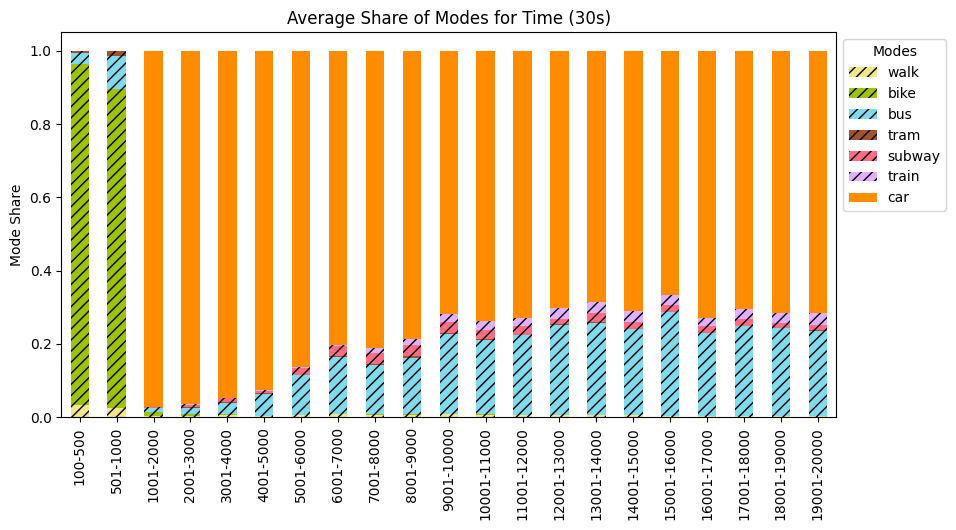 Average Share of Modes for Time (30s)
Mode Share
1.0
0.8
0.6
0.4
0.2
0.0
100-500
501-1000
1001-2000
2001-3000
3001-4000
4001-5000
5001-6000
6001-7000
7001-8000
8001-9000
9001-10000
10001-11000
11001-12000
12001-13000
13001-14000
14001-15000
15001-16000
16001-17000
17001-18000
18001-19000
19001-20000
Modes
walk
bike
bus
tram
subway
train
car